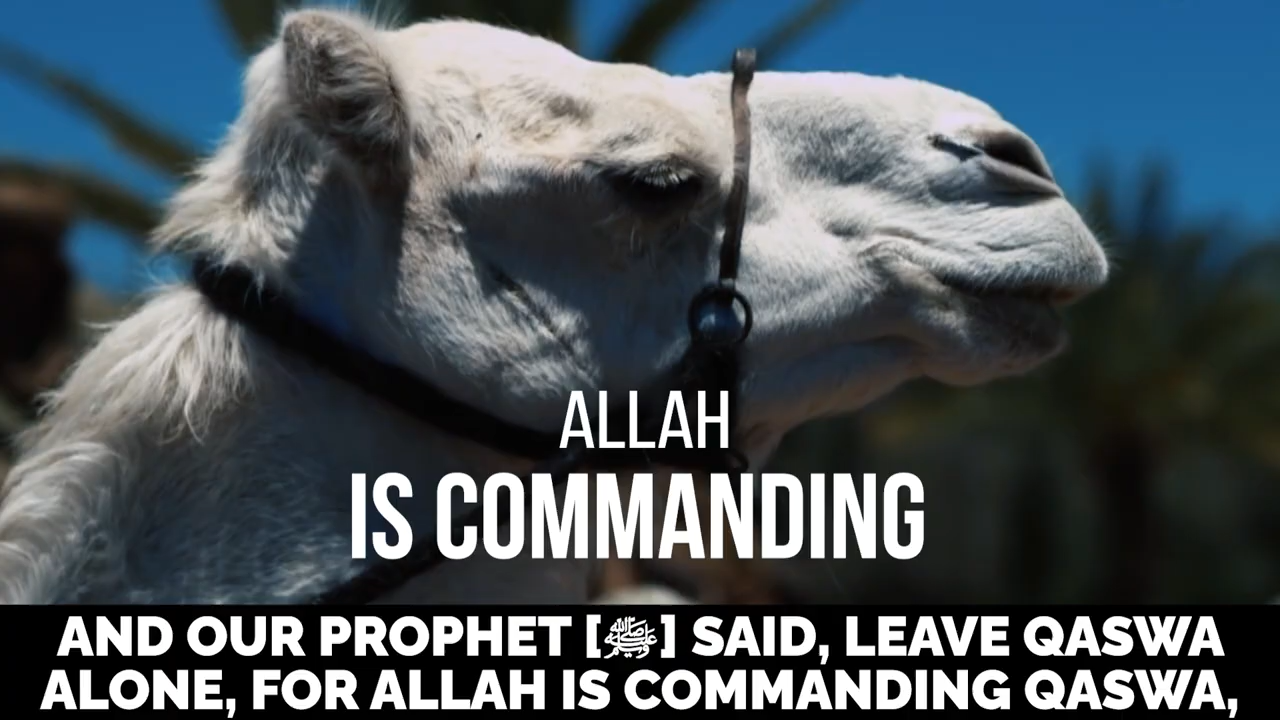 ALLAH
IS COMMANDING
AND OUR PROPHET [ﷺ] SAID, LEAVE QASWA
ALONE, FOR ALLAH IS COMMANDING QASWA,